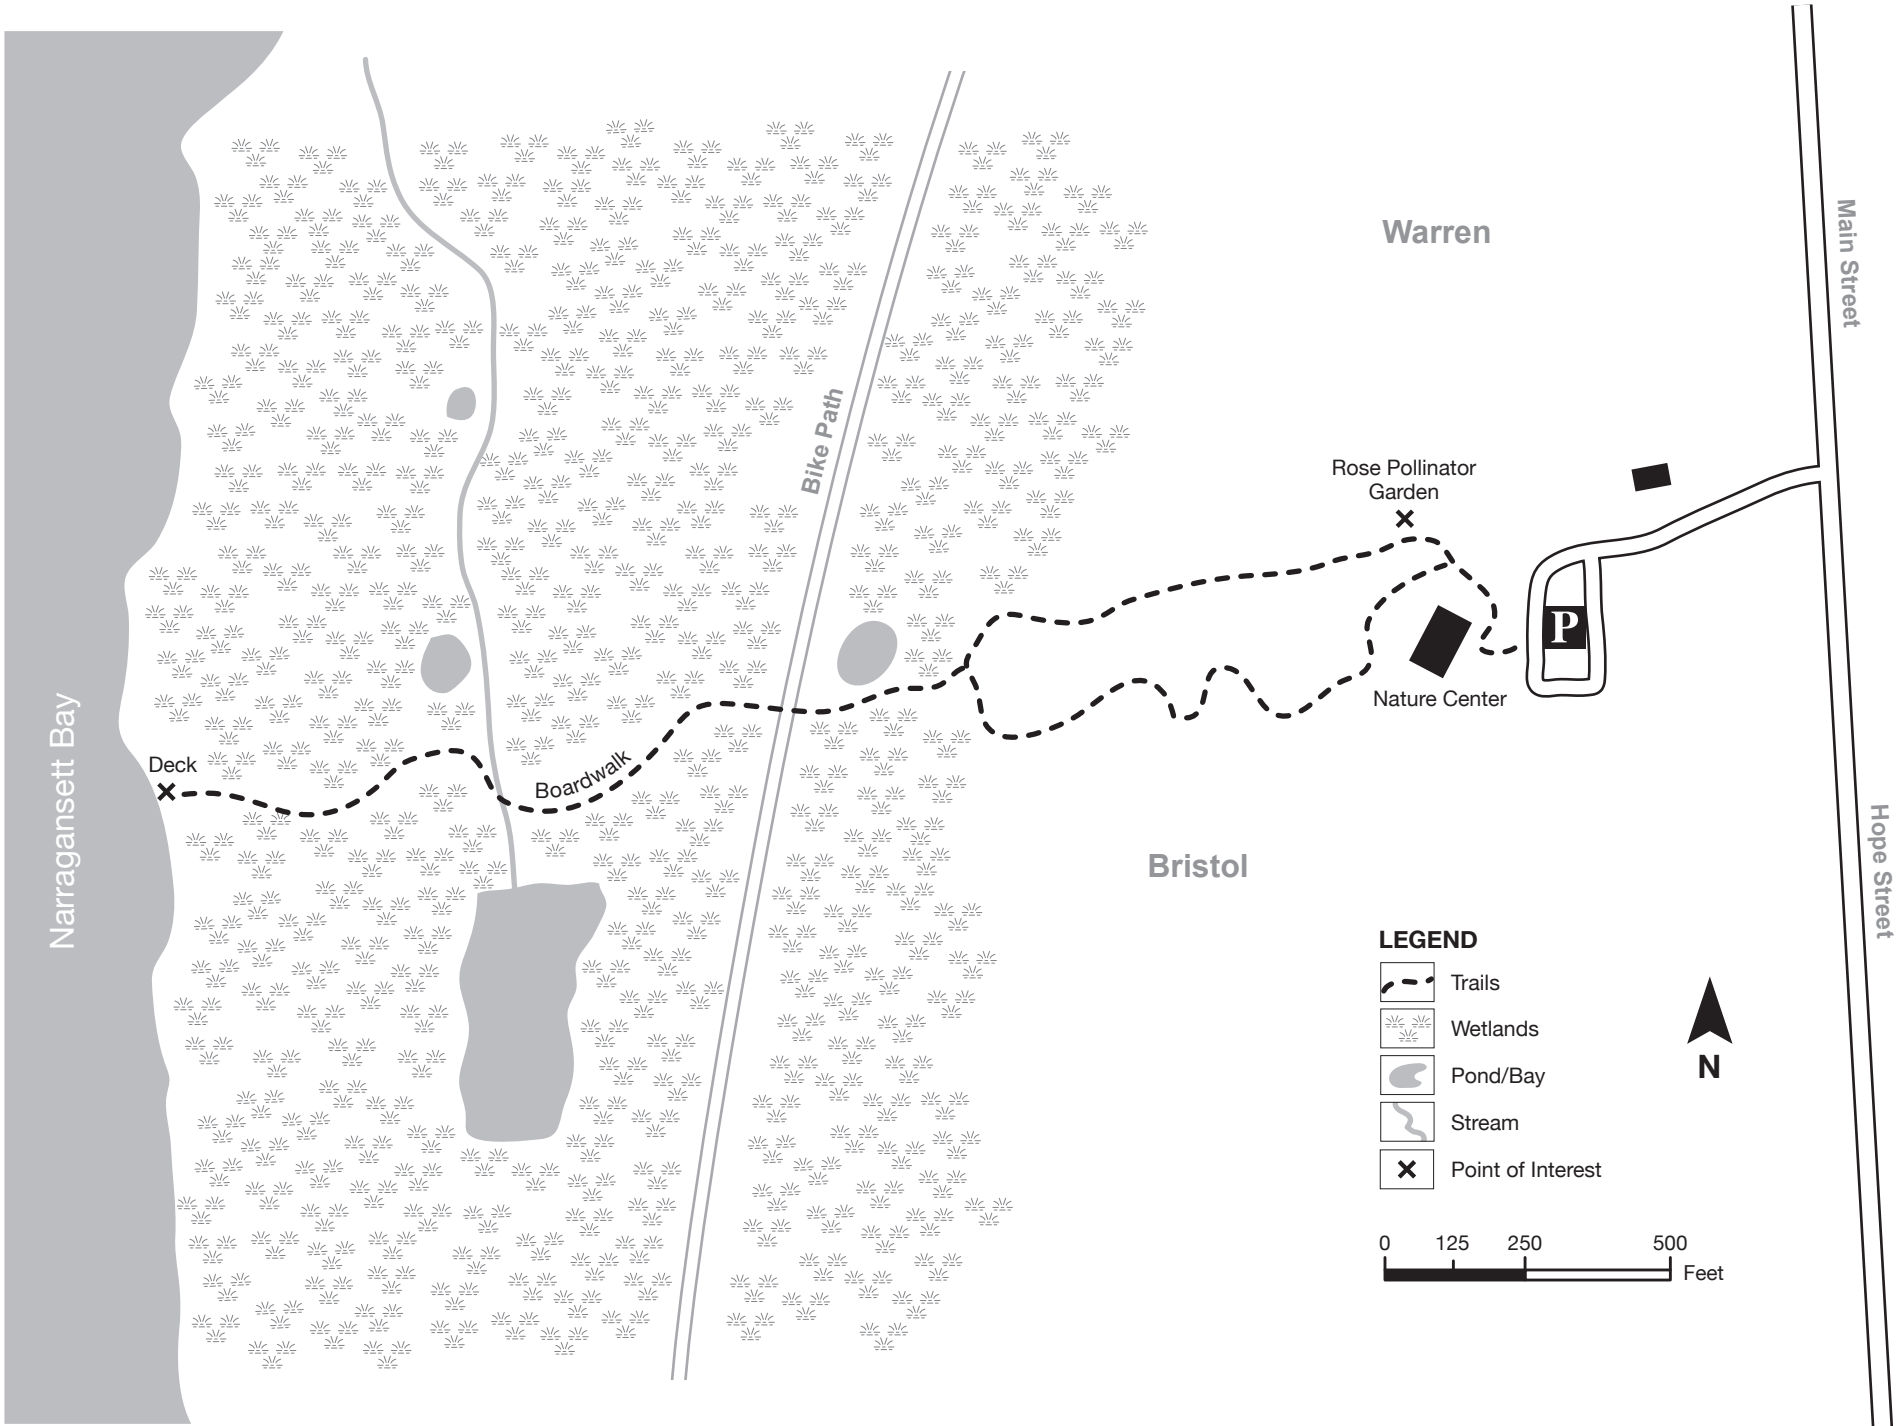 Warren
Main Street
Bike Path
Rose Pollinator
Garden
P
Nature Center
Narragansett Bay
Deck
Boardwalk
Hope Street
Bristol
LEGEND
Trails
Wetlands
Pond/Bay
Stream
Point of Interest
N
0 125 250 500
Feet